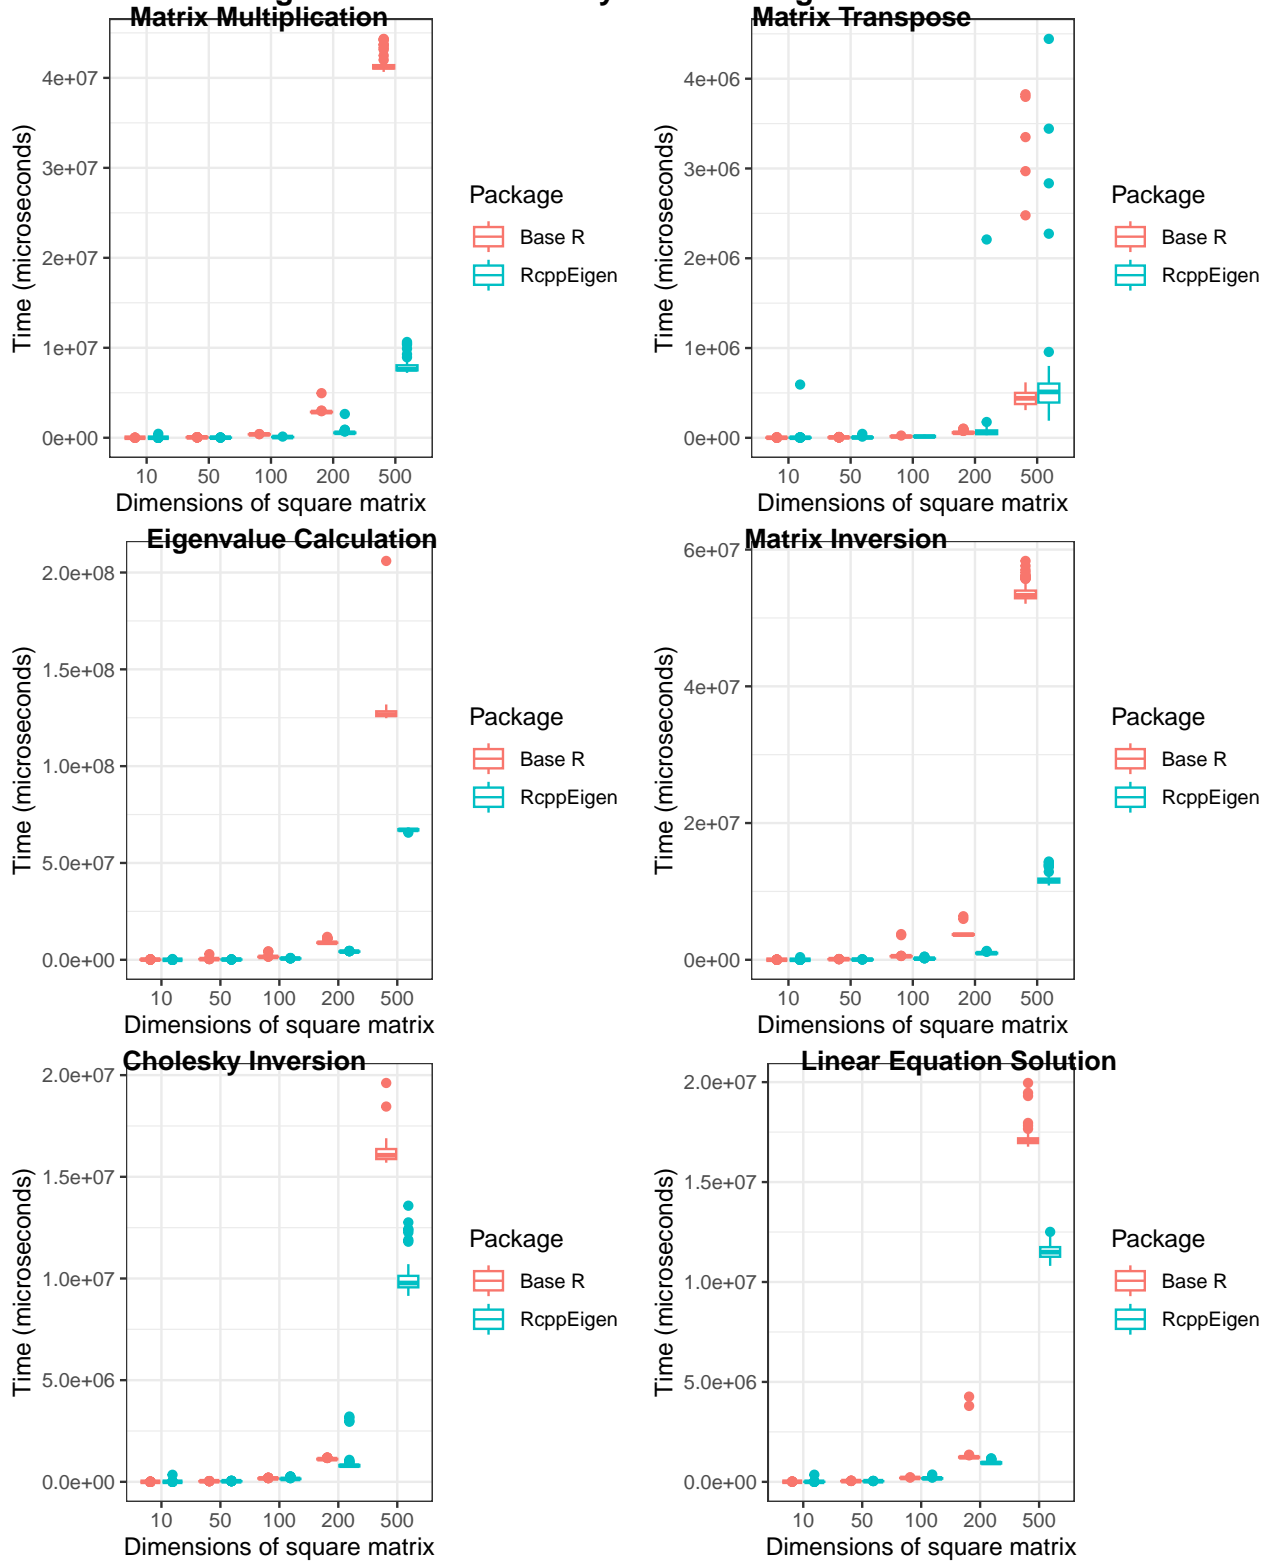 Matrix Multiplication
4e+07
3e+07
2e+07
1e+07
0e+00
10 50 100 200 500
Dimensions of square matrix
Time (microseconds)
Package
Base R
RcppEigen
Matrix Transpose
4e+06
3e+06
2e+06
1e+06
0e+00
10 50 100 200 500
Dimensions of square matrix
Time (microseconds)
Package
Base R
RcppEigen
Eigenvalue Calculation
2.0e+08
1.5e+08
1.0e+08
5.0e+07
0.0e+00
10 50 100 200 500
Dimensions of square matrix
Time (microseconds)
Package
Base R
RcppEigen
Matrix Inversion
6e+07
4e+07
2e+07
0e+00
10 50 100 200 500
Dimensions of square matrix
Time (microseconds)
Package
Base R
RcppEigen
Cholesky Inversion
2.0e+07
1.5e+07
1.0e+07
5.0e+06
0.0e+00
10 50 100 200 500
Dimensions of square matrix
Time (microseconds)
Package
Base R
RcppEigen
Linear Equation Solution
2.0e+07
1.5e+07
1.0e+07
5.0e+06
0.0e+00
10 50 100 200 500
Dimensions of square matrix
Time (microseconds)
Package
Base R
RcppEigen